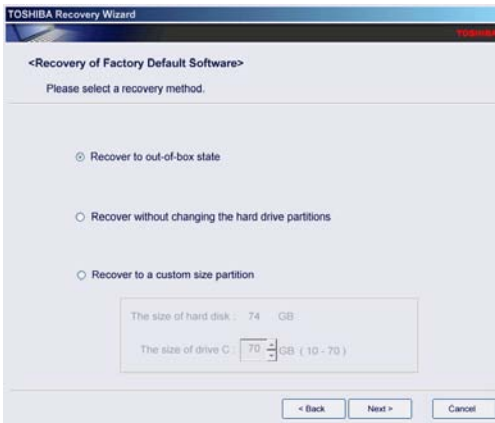 TOSHIBA Recovery Wizard
TOSHIBA
<Recovery of Factory Default Software>
Please select a recovery method.
Recover to out-of-box state
Recover without changing the hard drive partitions
Recover to a custom size partition
The size of hard disk : 74 GB
The size of drive C : 70 GB ( 10 - 70 )
< Back Next > Cancel